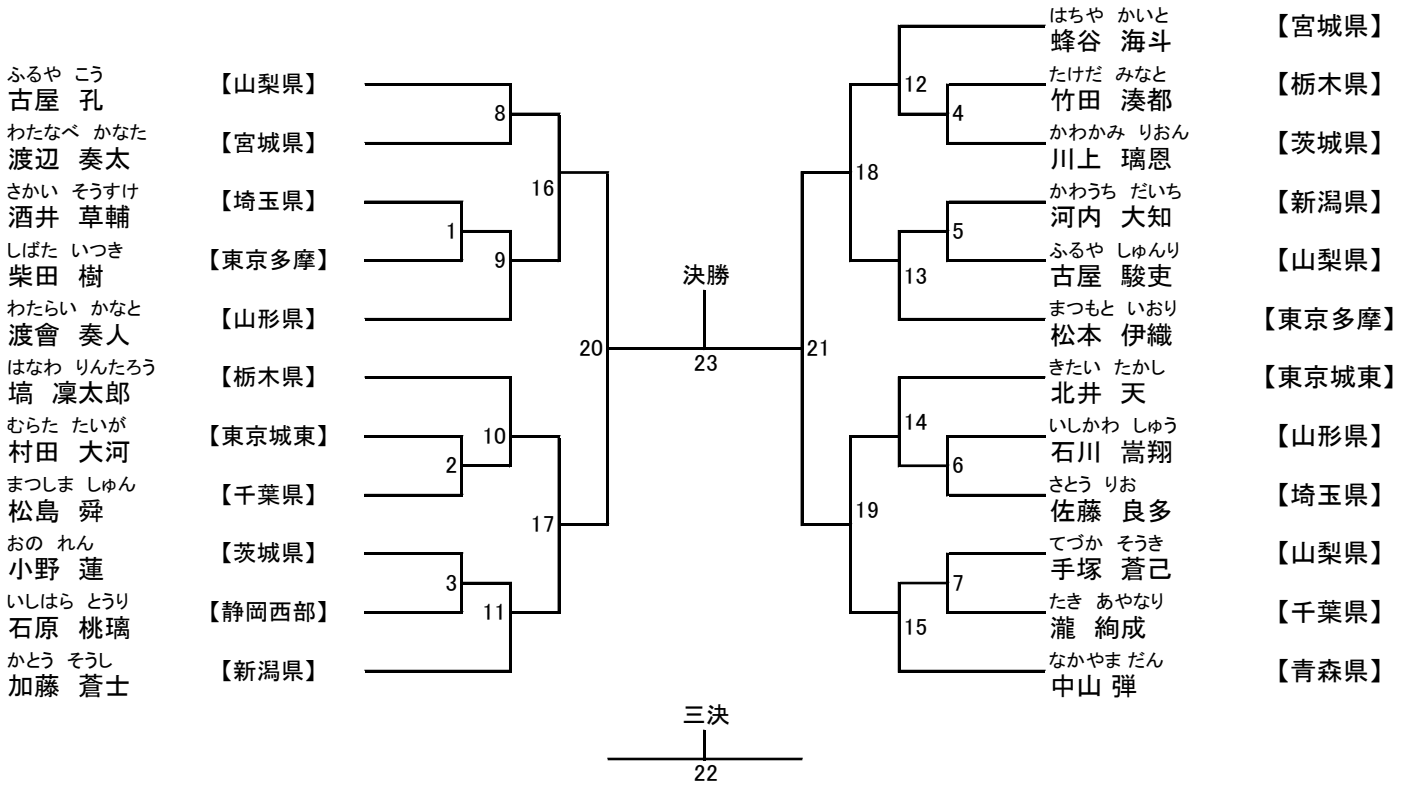 ふるや こう
古屋 孔 【山梨県】
わたなべ かなた
渡辺 奏太 【宮城県】
さかい そうすけ
酒井 草輔 【埼玉県】
しばた いつき
柴田 樹 【東京多摩】
わたらい かなと
渡會 奏人 【山形県】
はなわ りんたろう
塙 凜太郎 【栃木県】
むらた たいが
村田 大河 【東京城東】
まつしま しゅん
松島 舜 【千葉県】
おの れん
小野 蓮 【茨城県】
いしはら とうり
石原 桃璃 【静岡西部】
かとう そうし
加藤 蒼士 【新潟県】
8
16
1
9
20
10
2
17
3
11
決勝
23
三決
22
はちや かいと
蜂谷 海斗 【宮城県】
たけだ みなと
竹田 湊都 【栃木県】
かわかみ りおん
川上 璃恩 【茨城県】
かわうち だいち
河内 大知 【新潟県】
ふるや しゅんり
古屋 駿吏 【山梨県】
まつもと いおり
松本 伊織 【東京多摩】
きたい たかし
北井 天 【東京城東】
いしかわ しゅう
石川 嵩翔 【山形県】
さとう りお
佐藤 良多 【埼玉県】
てづか そうき
手塚 蒼己 【山梨県】
たき あやなり
瀧 絢成 【千葉県】
なかやま だん
中山 弾 【青森県】
12
4
18
5
13
21
14
6
19
7
15